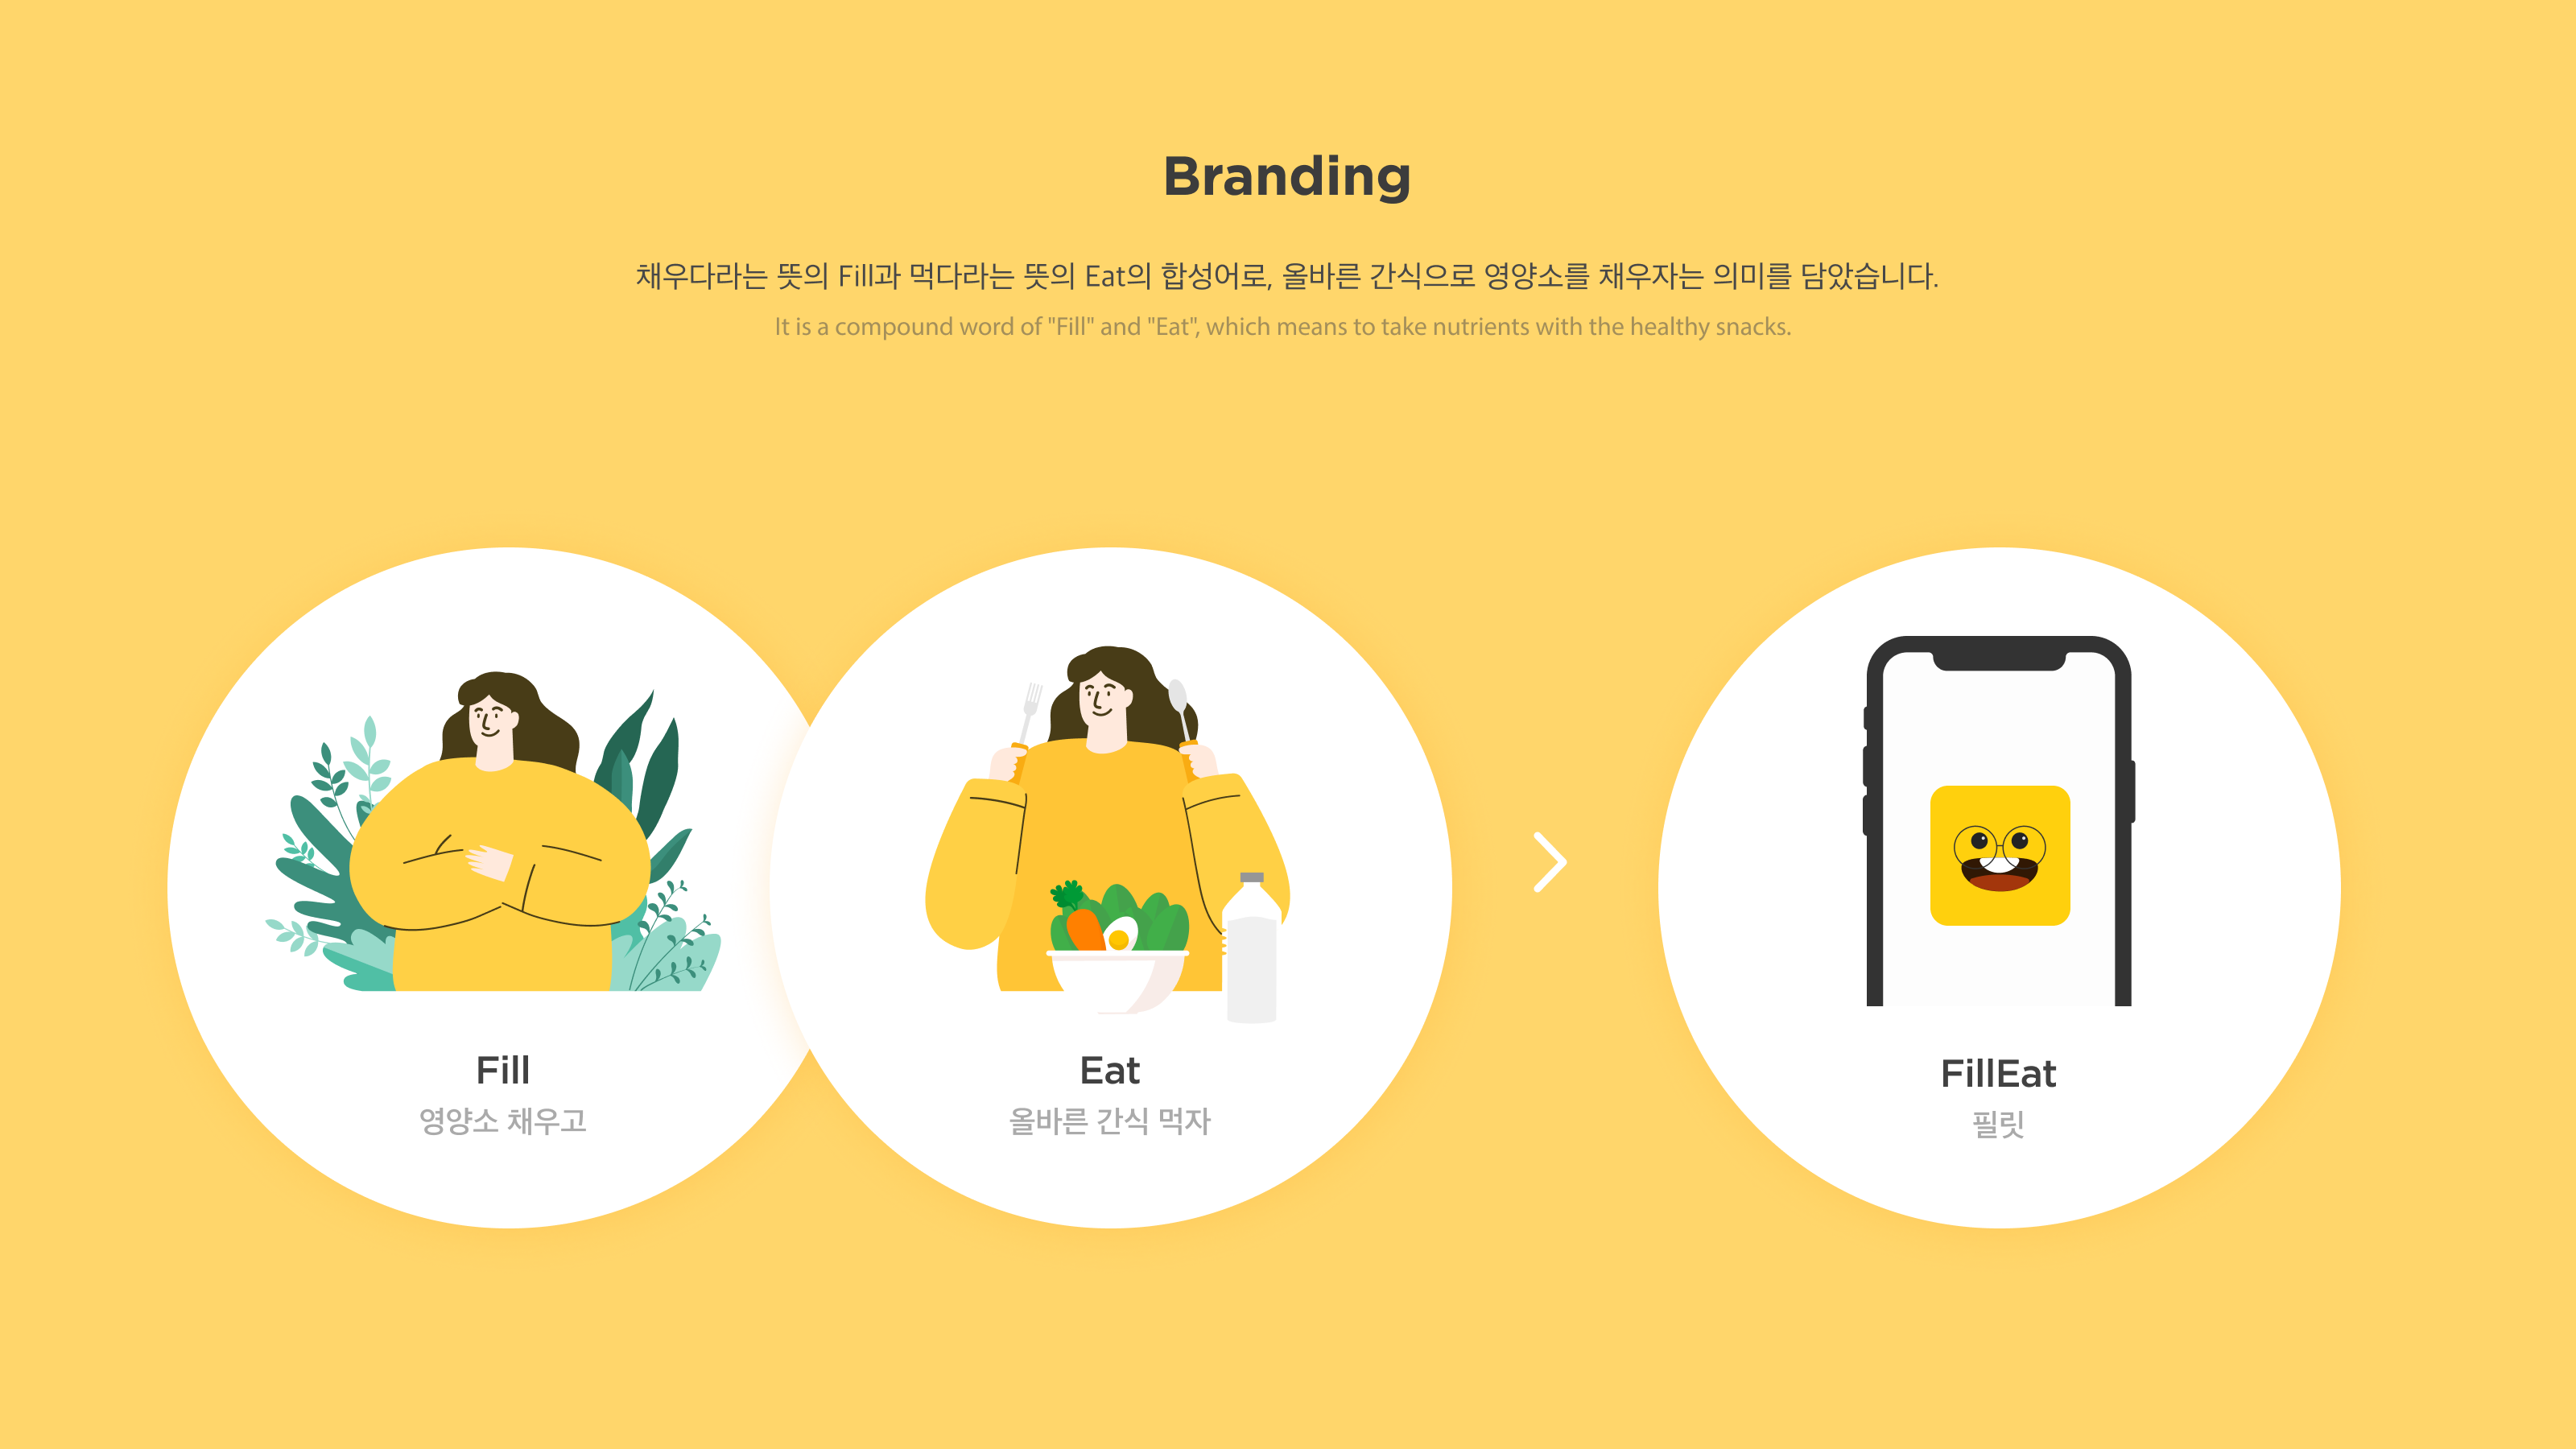 Branding
채우다라는 뜻의 Fill과 먹다라는 뜻의 Eat의 합성어로, 올바른 간식으로 영양소를 채우자는 의미를 담았습니다.
It is a compound word of "Fill" and "Eat", which means to take nutrients with the healthy snacks.
Fill
영양소 채우고
Eat
올바른 간식 먹자
FillEat
필릿